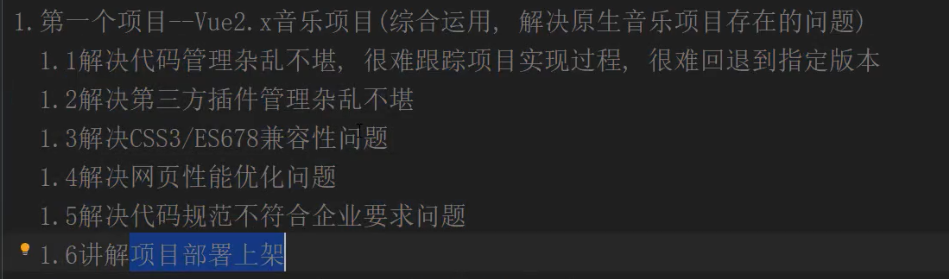 1.第一个项目--Vue2.x音乐项目(综合运用, 解决原生音乐项目存在的问题)
1.1解决代码管理杂乱不堪, 很难跟踪项目实现过程, 很难回退到指定版本
1.2解决第三方插件管理杂乱不堪
1.3解决CSS3/ES678兼容性问题
1.4解决网页性能优化问题
1.5解决代码规范不符合企业要求问题
1.6讲解项目部署上架